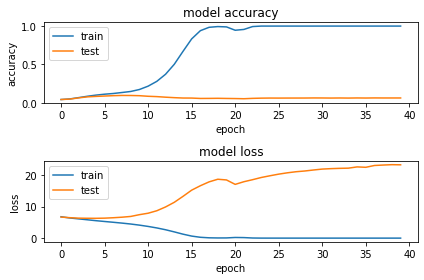 model accuracy
1.0
0.5
0.0
accuracy
train
test
0 5 10 15 20 25 30 35 40
epoch
model loss
20
10
0
loss
train
test
0 5 10 15 20 25 30 35 40
epoch